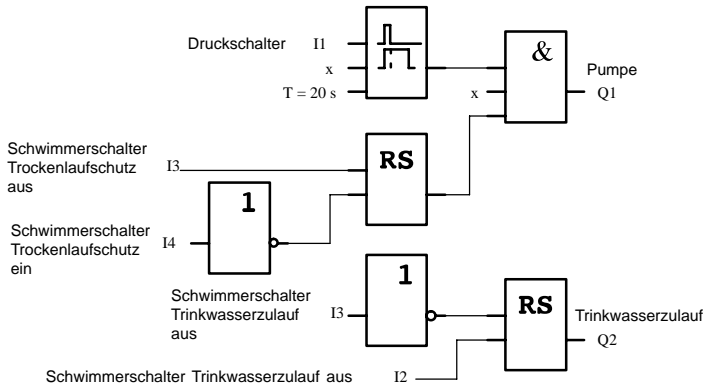 Druckschalter I1
x
T = 20 s
&
x
Pumpe
Q1
Schwimmerschalter
Trockenlaufschutz
aus
I3
RS
1
Schwimmerschalter
Trockenlaufschutz
ein
I4
1
Schwimmerschalter
Trinkwasserzulauf
aus
I3
RS
Trinkwasserzulauf
Q2
Schwimmerschalter Trinkwasserzulauf aus I2